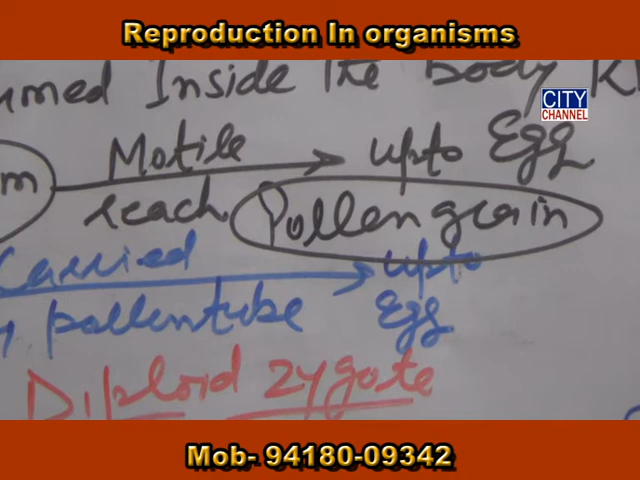 Reproduction In organisms
Inside The Body
CITY
CHANNEL
Motile upto Egg
reach Pollengrain
Carried upto
pollentube Egg
Diploid Zygote
Mob- 94180-09342